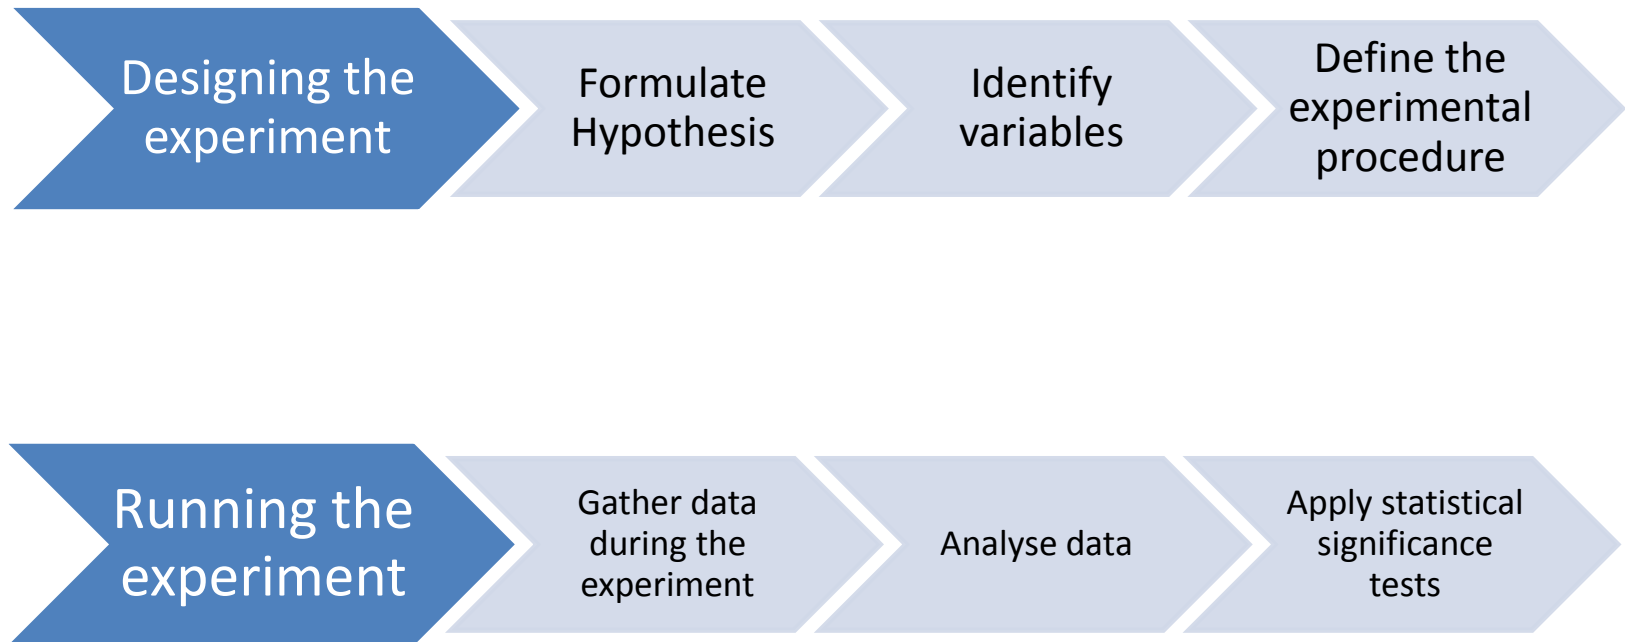 Designing the
experiment
Formulate
Hypothesis
Identify
variables
Define the
experimental
procedure
Running the
experiment
Gather data
during the
experiment
Analyse data
Apply statistical
significance
tests